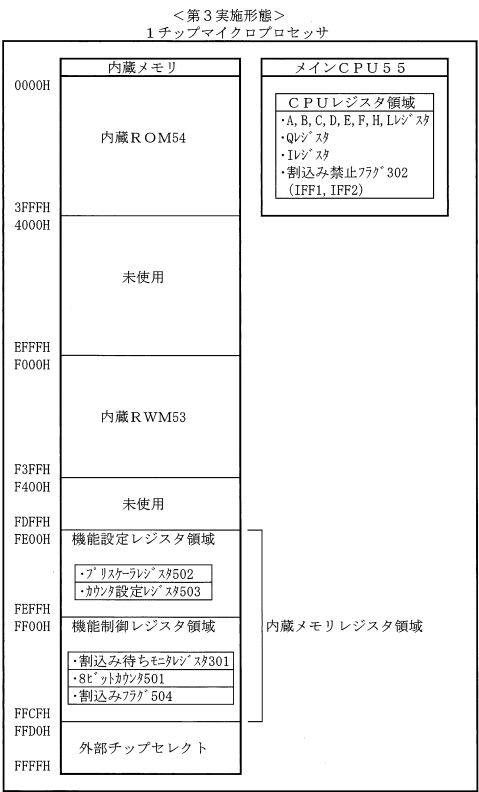 ＜第３実施形態＞
１チップマイクロプロセッサ
内蔵メモリ
0000H
内蔵ＲＯＭ54
3FFFH
4000H
未使用
EFFFH
F000H
内蔵ＲＷＭ53
F3FFH
F400H
未使用
FDFFH
FE00H
機能設定レジスタ領域
・ﾌﾟﾘｽｹｰﾗﾚｼﾞｽﾀ502
・ｶｳﾝﾀ設定ﾚｼﾞｽﾀ503
FEFFH
FF00H
機能制御レジスタ領域
・割込み待ちﾓﾆﾀﾚｼﾞｽﾀ301
・8ﾋﾞｯﾄｶｳﾝﾀ501
・割込みﾌﾗｸﾞ504
FFCFH
FFD0H
外部チップセレクト
FFFFH
内蔵メモリレジスタ領域
メインＣＰＵ５５
ＣＰＵレジスタ領域
・A,B,C,D,E,F,H,Lﾚｼﾞｽﾀ
・Qﾚｼﾞｽﾀ
・Iﾚｼﾞｽﾀ
・割込み禁止ﾌﾗｸﾞ302
(IFF1,IFF2)